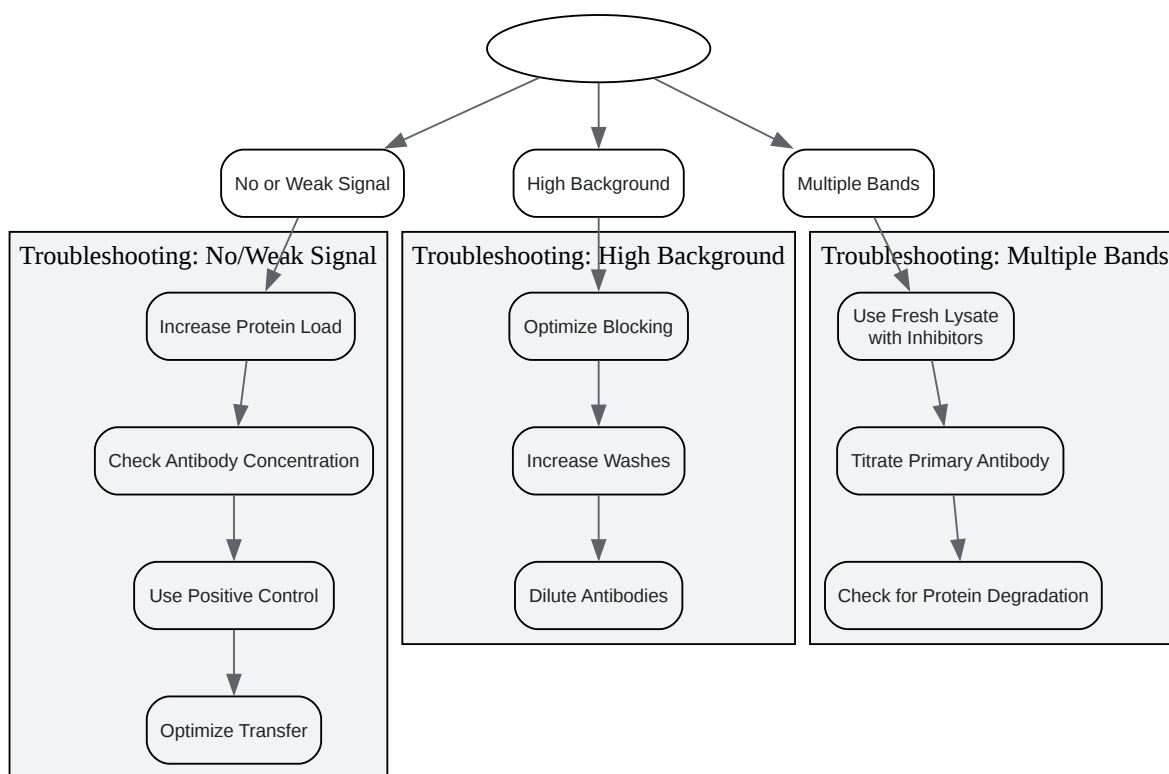 No or Weak Signal
High Background
Multiple Bands
Troubleshooting: No/Weak Signal
Increase Protein Load
Check Antibody Concentration
Use Positive Control
Optimize Transfer
Troubleshooting: High Background
Optimize Blocking
Increase Washes
Dilute Antibodies
Troubleshooting: Multiple Bands
Use Fresh Lysate
with Inhibitors
Titrate Primary Antibody
Check for Protein Degradation